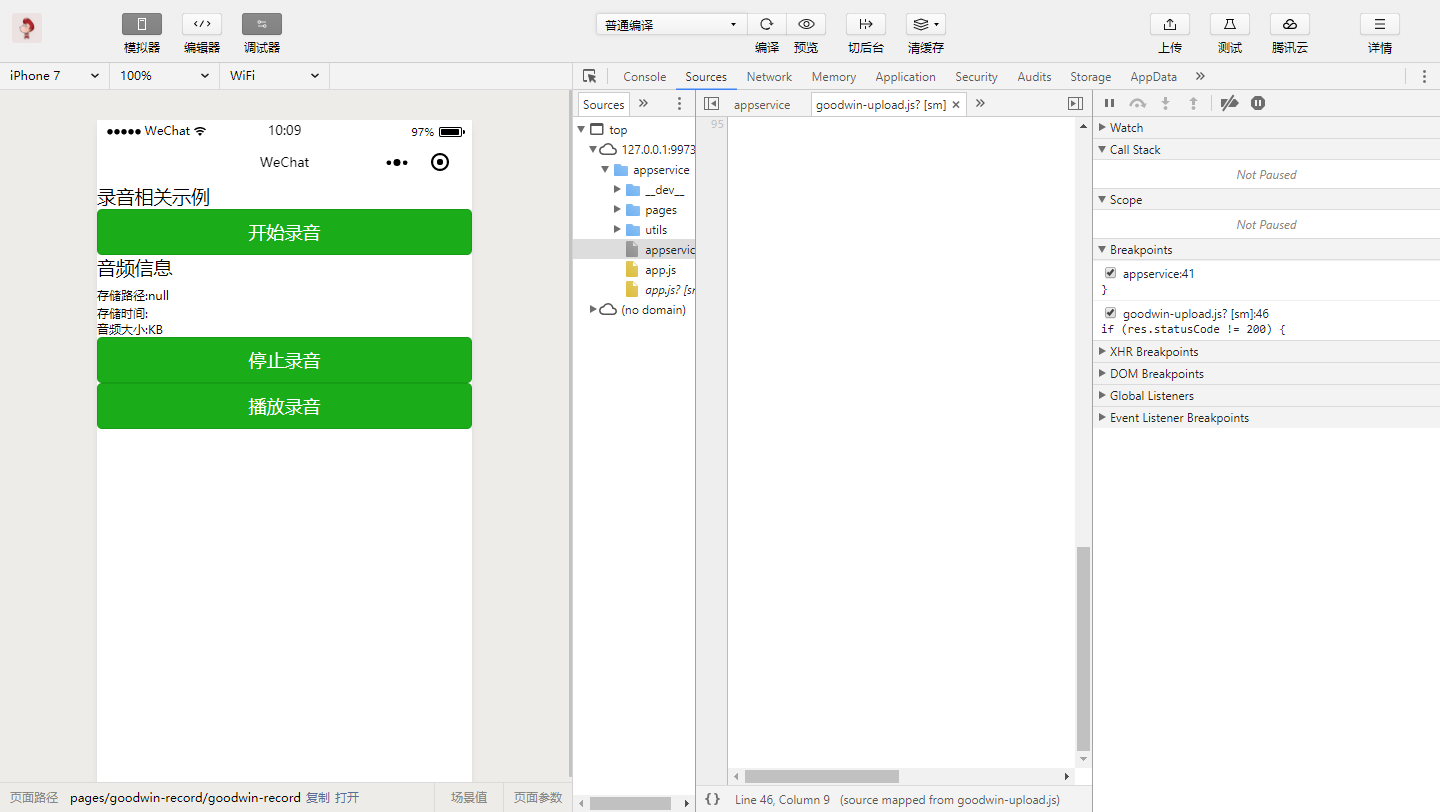 模拟器
编辑器
调试器
普通编译
编译
预览
切后台
清缓存
上传
测试
腾讯云
详情
iPhone 7
100%
WiFi
WeChat
10:09
97%
WeChat
录音相关示例
开始录音
音频信息
存储路径:null
存储时间:
音频大小:KB
停止录音
播放录音
页面路径 pages/goodwin-record/goodwin-record 复制 打开
场景值
页面参数
Console Sources Network Memory Application Security Audits Storage AppData »
Sources »
top
127.0.0.1:9973
appservice
__dev__
pages
utils
appservic
app.js
app.js? [sm
(no domain)
appservice
goodwin-upload.js? [sm] ×
»
95
{ } Line 46, Column 9 (source mapped from goodwin-upload.js)
Watch
Call Stack
Not Paused
Scope
Not Paused
Breakpoints
appservice:41
}
goodwin-upload.js? [sm]:46
if (res.statusCode != 200) {
XHR Breakpoints
DOM Breakpoints
Global Listeners
Event Listener Breakpoints